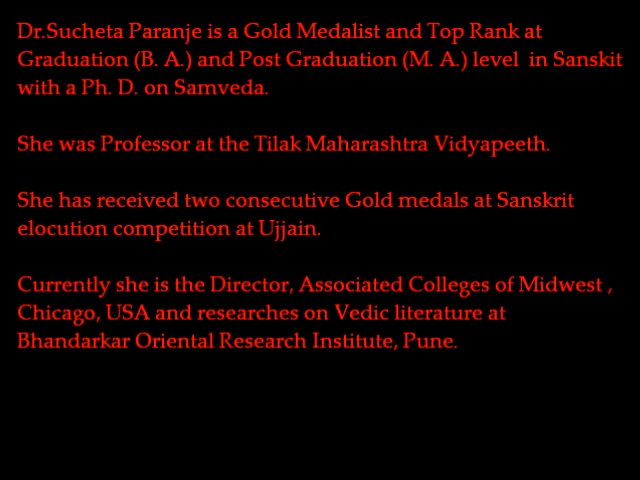 Dr.Sucheta Paranje is a Gold Medalist and Top Rank at
Graduation (B. A.) and Post Graduation (M. A.) level  in Sanskit
with a Ph. D. on Samveda.
She was Professor at the Tilak Maharashtra Vidyapeeth.
She has received two consecutive Gold medals at Sanskrit
elocution competition at Ujjain.
Currently she is the Director, Associated Colleges of Midwest ,
Chicago, USA and researches on Vedic literature at
Bhandarkar Oriental Research Institute, Pune.